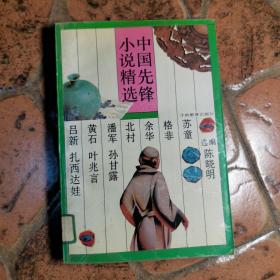 中国先锋
小说精选
苏童
格非
余华
北村
潘军 孙甘露
黄石 叶兆言
吕新 扎西达娃
选编
陈晓明